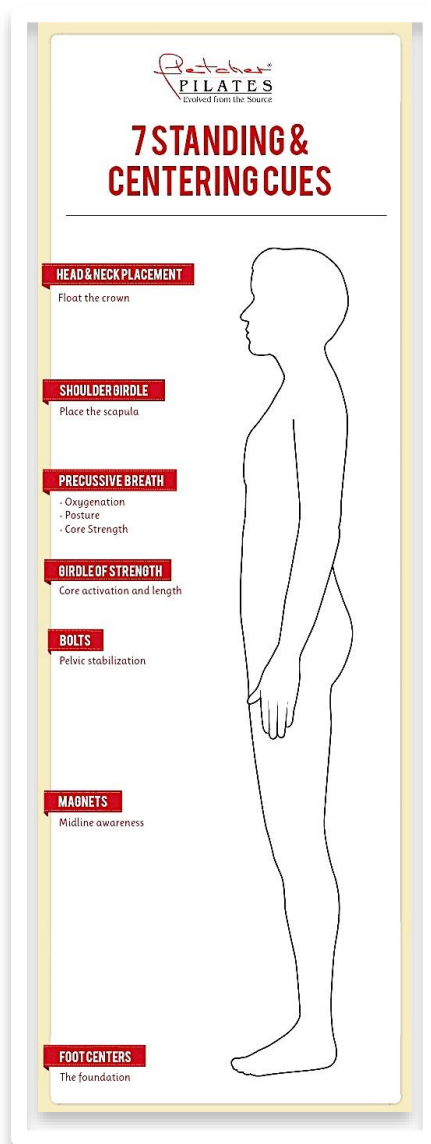 Fletcher®
PILATES
Evolved from the Source
7 STANDING &
CENTERING CUES
HEAD & NECK PLACEMENT
Float the crown
SHOULDER GIRDLE
Place the scapula
PRECUSSIVE BREATH
· Oxygenation
· Posture
· Core Strength
GIRDLE OF STRENGTH
Core activation and length
BOLTS
Pelvic stabilization
MAGNETS
Midline awareness
FOOT CENTERS
The foundation